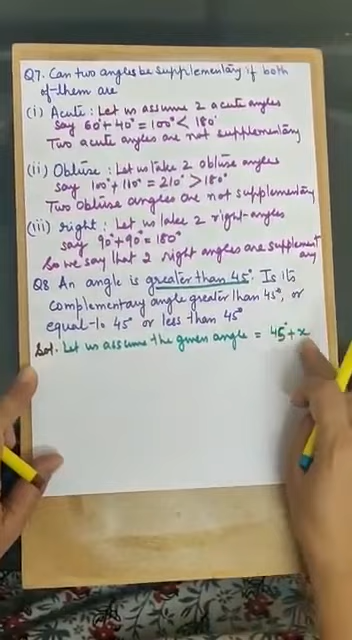 Q7. Can two angles be supplementary if both
of them are
(i) Acute : Let us assume 2 acute angles
say 60° + 40° = 100° < 180°
Two acute angles are not supplementary
(ii) Obtuse : Let us take 2 obtuse angles
say 100° + 110° = 210° > 180°
Two obtuse angles are not supplementary
(iii) right : Let us take 2 right-angles
say 90° + 90° = 180°
So we say that 2 right angles are supplement
ary
Q8 An angle is greater than 45°. Is its
complementary angle greater than 45°, or
equal to 45° or less than 45°
Sol. Let us assume the given angle = 45° + x